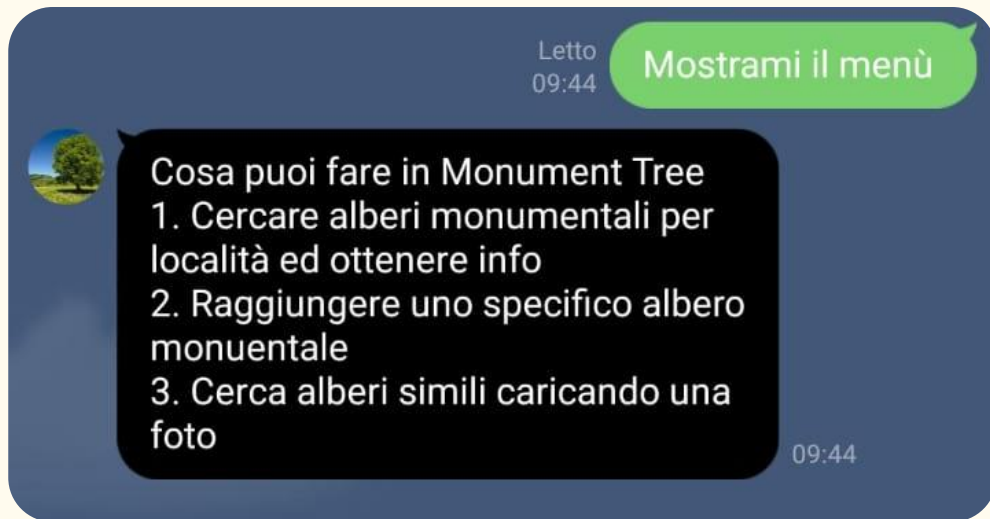 Letto
09:44
Mostrami il menù
Cosa puoi fare in Monument Tree
1. Cercare alberi monumentali per
località ed ottenere info
2. Raggiungere uno specifico albero
monuentale
3. Cerca alberi simili caricando una
foto
09:44